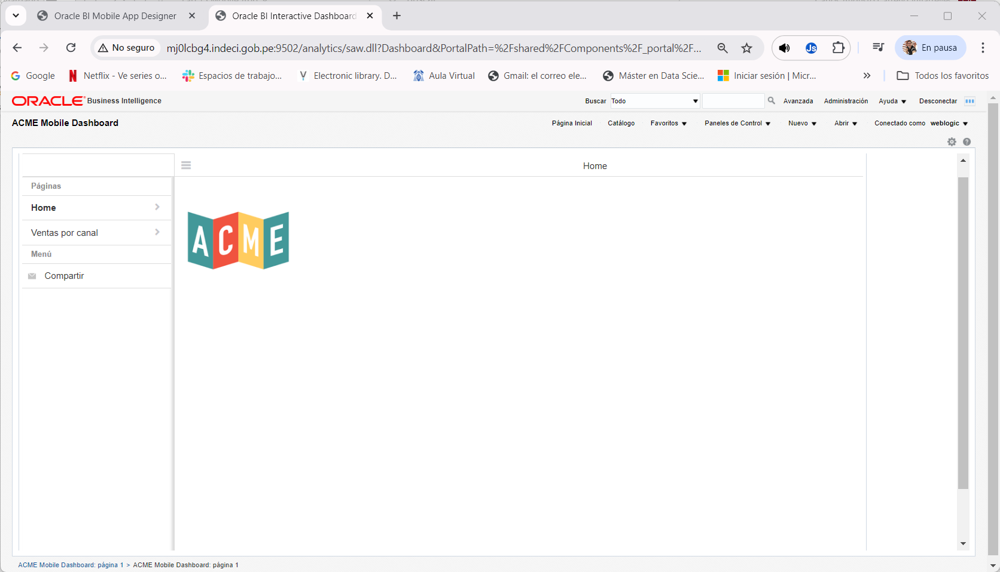 Oracle BI Mobile App Designer
Oracle BI Interactive Dashboard
No seguro
mj0lcbg4.indeci.gob.pe:9502/analytics/saw.dll?Dashboard&PortalPath=%2Fshared%2FComponents%2F_portal%2F...
Js
En pausa
Google
Netflix - Ve series o...
Espacios de trabajo...
Electronic library. D...
Aula Virtual
Gmail: el correo ele...
Máster en Data Scie...
Iniciar sesión | Micr...
Todos los favoritos
ORACLE Business Intelligence
Buscar
Todo
Avanzada
Administración
Ayuda
Desconectar
ACME Mobile Dashboard
Página Inicial
Catálogo
Favoritos
Paneles de Control
Nuevo
Abrir
Conectado como weblogic
Home
Páginas
Home
Ventas por canal
Menú
Compartir
ACME
ACME Mobile Dashboard: página 1 > ACME Mobile Dashboard: página 1